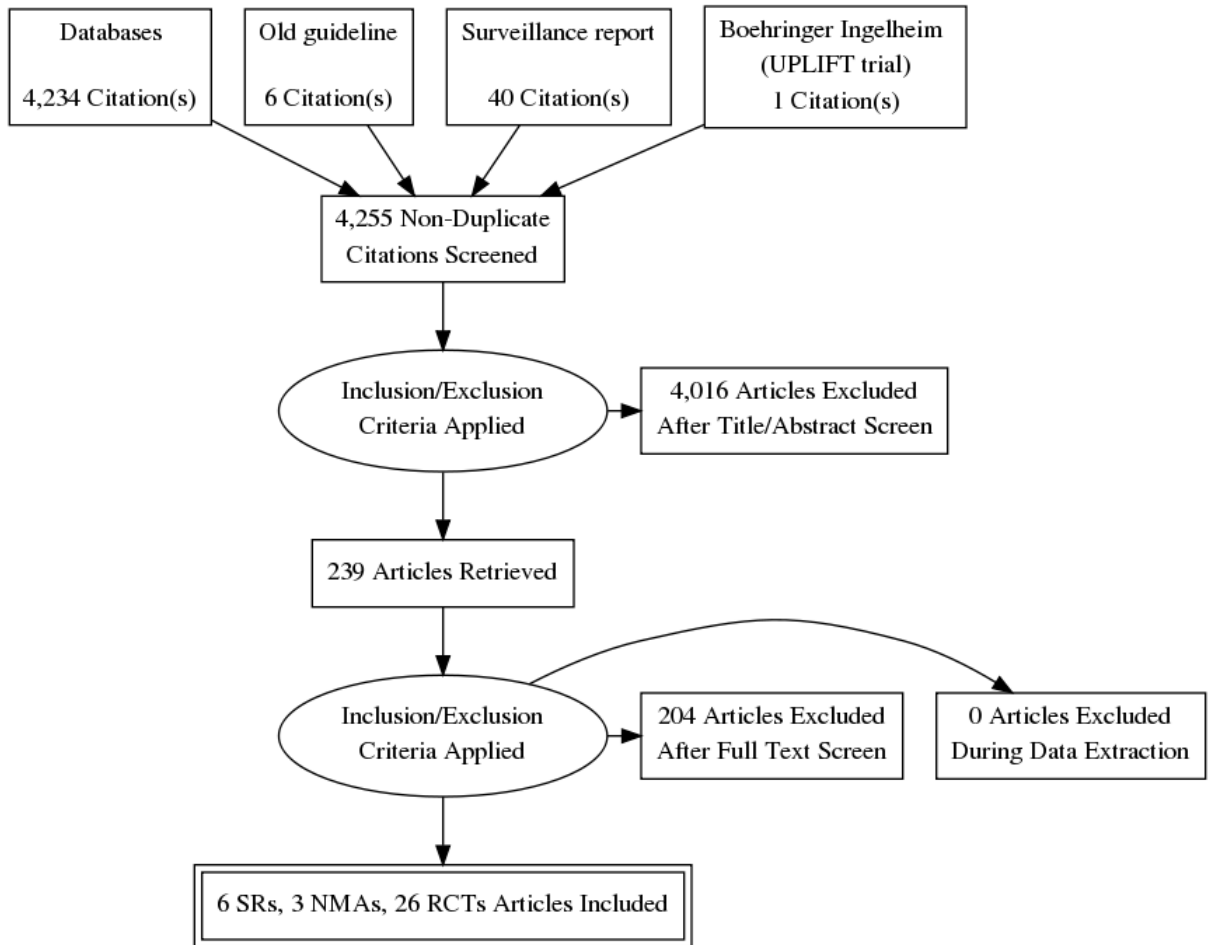 Databases
4,234 Citation(s)
Old guideline
6 Citation(s)
Surveillance report
40 Citation(s)
Boehringer Ingelheim
(UPLIFT trial)
1 Citation(s)
4,255 Non-Duplicate
Citations Screened
Inclusion/Exclusion
Criteria Applied
4,016 Articles Excluded
After Title/Abstract Screen
239 Articles Retrieved
Inclusion/Exclusion
Criteria Applied
204 Articles Excluded
After Full Text Screen
0 Articles Excluded
During Data Extraction
6 SRs, 3 NMAs, 26 RCTs Articles Included